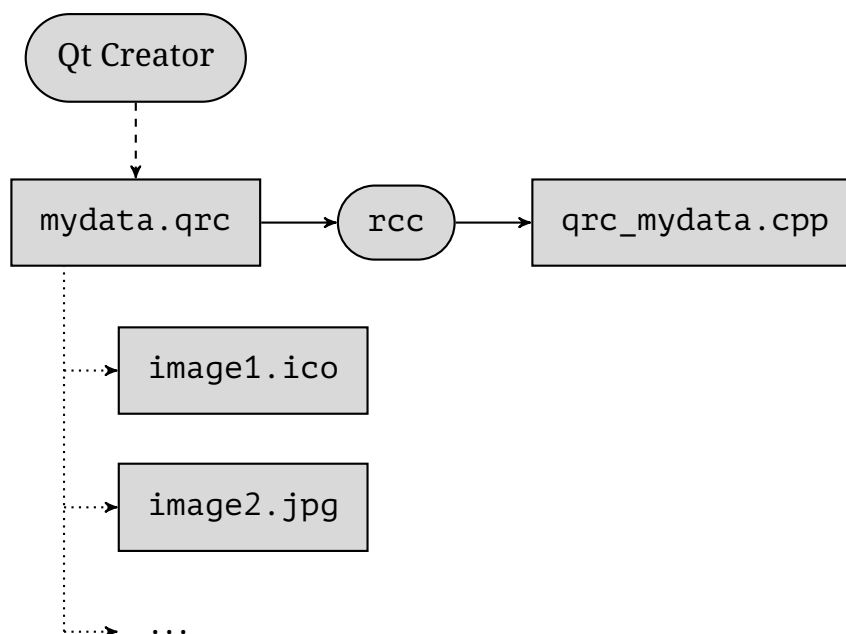 Qt Creator
mydata.qrc
rcc
qrc_mydata.cpp
image1.ico
image2.jpg
...